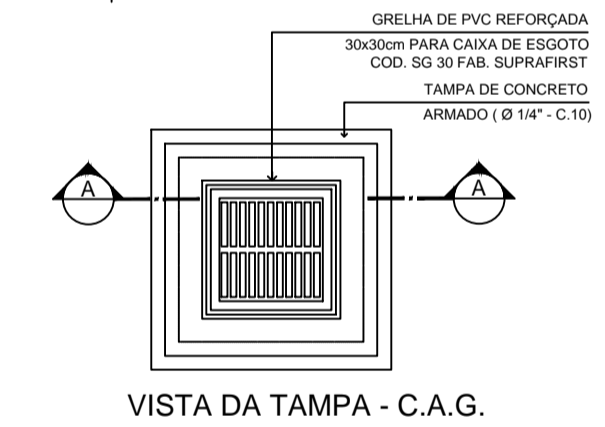 GRELHA DE PVC REFORÇADA
30x30cm PARA CAIXA DE ESGOTO
COD. SG 30 FAB. SUPRAFIRST
TAMPA DE CONCRETO
ARMADO ( Ø 1/4" - C.10)
A
A
VISTA DA TAMPA - C.A.G.